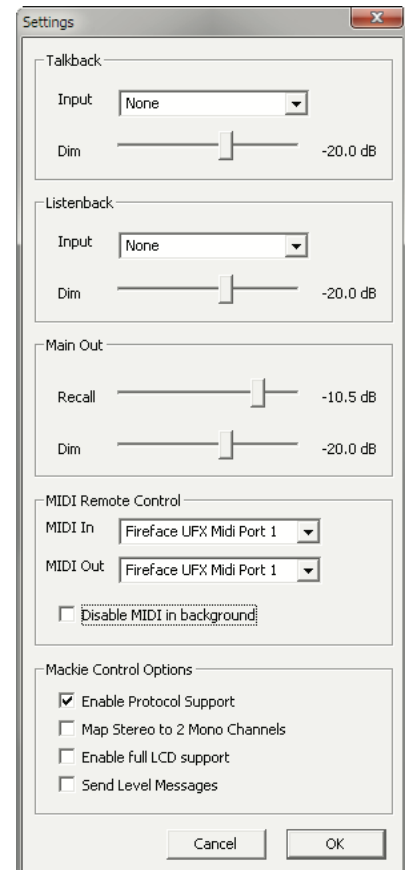 Settings
Talkback
Input None
Dim -20.0 dB
Listenback
Input None
Dim -20.0 dB
Main Out
Recall -10.5 dB
Dim -20.0 dB
MIDI Remote Control
MIDI In Fireface UFX Midi Port 1
MIDI Out Fireface UFX Midi Port 1
Disable MIDI in background
Mackie Control Options
Enable Protocol Support
Map Stereo to 2 Mono Channels
Enable full LCD support
Send Level Messages
Cancel OK